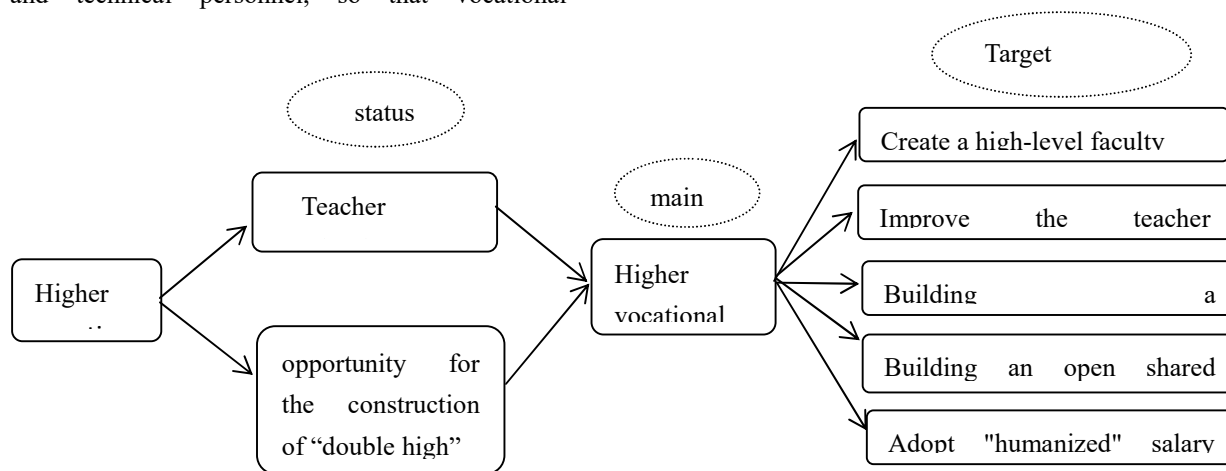 and technical personnel, so that vocational
Target
status
Create a high-level faculty
main
Teacher
Improve the teacher
Higher
Higher
vocational
Building a
opportunity for
the construction
of “double high”
Building an open shared
Adopt "humanized" salary